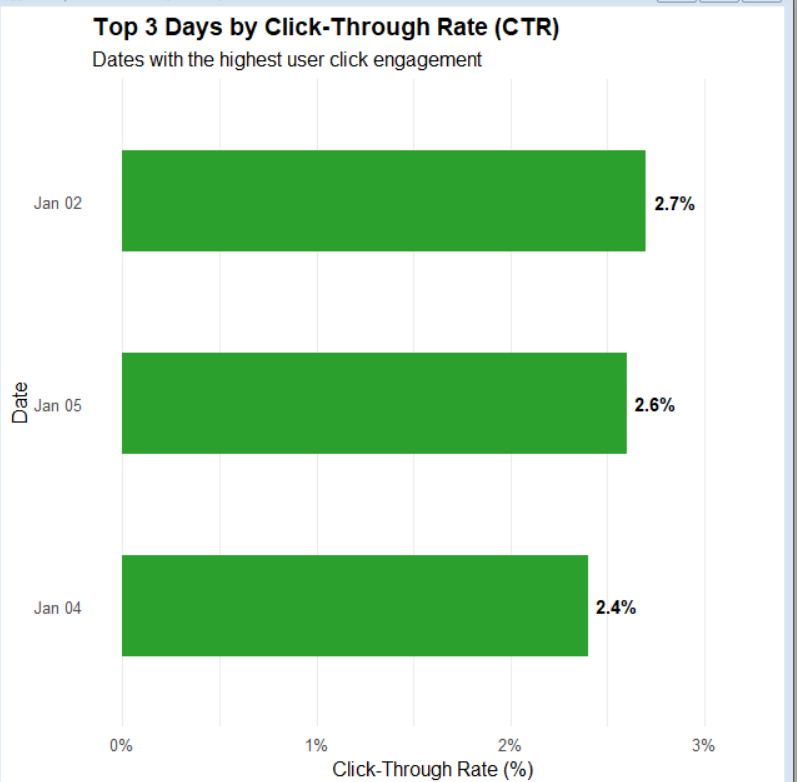 Top 3 Days by Click-Through Rate (CTR)
Dates with the highest user click engagement
Jan 02
2.7%
Date
Jan 05
2.6%
Jan 04
2.4%
0% 1% 2% 3%
Click-Through Rate (%)